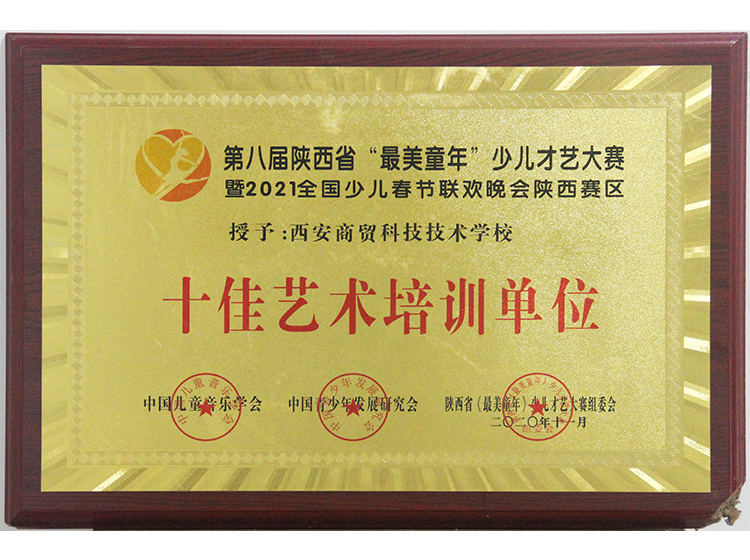 第八届陕西省“最美童年”少儿才艺大赛
暨2021全国少儿春节联欢晚会陕西赛区
授予:西安商贸科技技术学校
十佳艺术培训单位
中国儿童音乐学会
中国青少年发展研究会
陕西省《最美童年》少儿才艺大赛组委会
二〇二〇年十一月